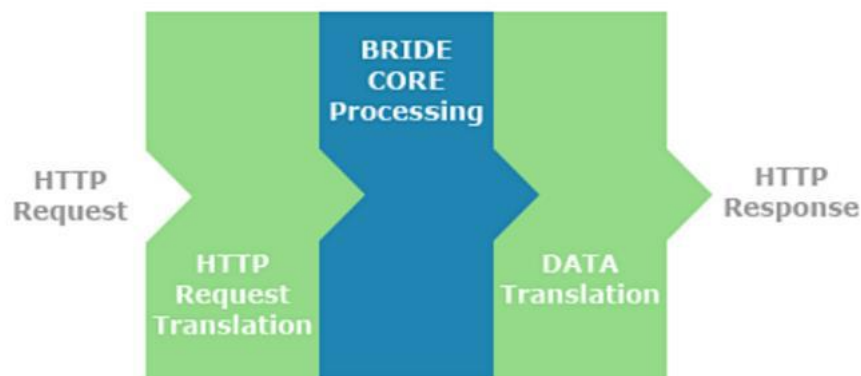 HTTP
Request
HTTP
Request
Translation
BRIDE
CORE
Processing
DATA
Translation
HTTP
Response